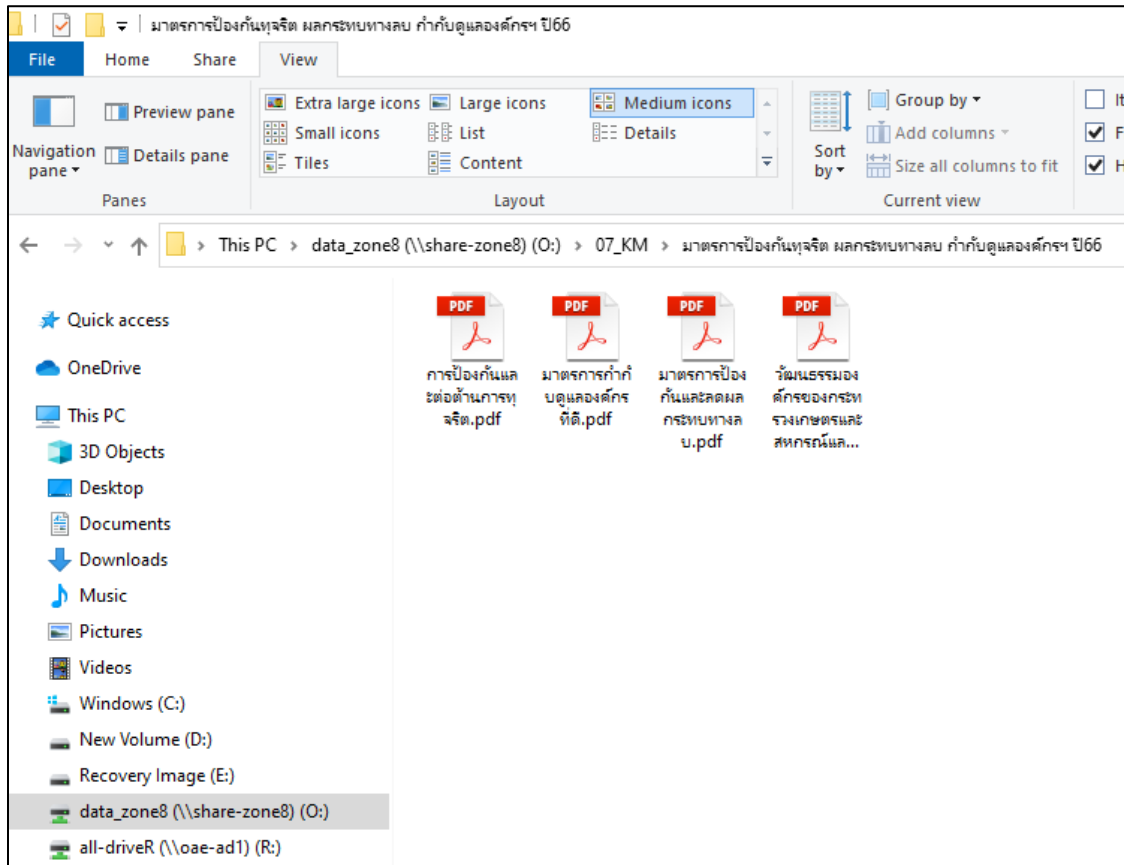 มาตรการป้องกันทุจริต ผลกระทบทางลบ กำกับดูแลองค์กรฯ ปี66
File Home Share View
Preview pane
Details pane
Navigation pane
Panes
Extra large icons Large icons Medium icons
Small icons List Details
Tiles Content
Layout
Sort by
Group by
Add columns
Size all columns to fit
Current view
It
F
H
This PC > data_zone8 (\\share-zone8) (O:) > 07_KM > มาตรการป้องกันทุจริต ผลกระทบทางลบ กำกับดูแลองค์กรฯ ปี66
Quick access
OneDrive
This PC
3D Objects
Desktop
Documents
Downloads
Music
Pictures
Videos
Windows (C:)
New Volume (D:)
Recovery Image (E:)
data_zone8 (\\share-zone8) (O:)
all-driveR (\\oae-ad1) (R:)
PDF
การป้องกันแล
ะต่อต้านการทุ
จริต.pdf
PDF
มาตรการกำกั
บดูแลองค์กร
ที่ดี.pdf
PDF
มาตรการป้อง
กันและลดผล
กระทบทางล
บ.pdf
PDF
วัฒนธรรมอง
ค์กรของกระท
รวงเกษตรและ
สหกรณ์แล...